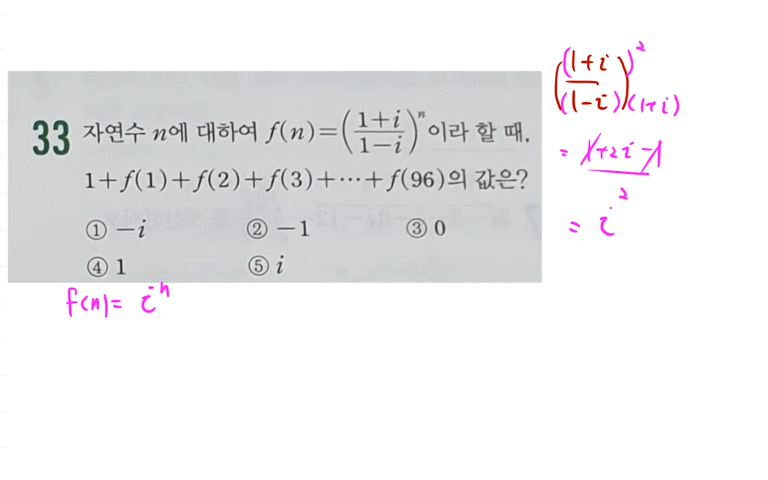 33 자연수 n에 대하여 f(n)=((1+i)/(1-i))^n이라 할 때,
1+f(1)+f(2)+f(3)+⋯+f(96)의 값은?
① -i ② -1 ③ 0
④ 1 ⑤ i
f(n)= i^n
((1+i)^2/(1-i)(1+i))
= (1+2i-1)/2
= i